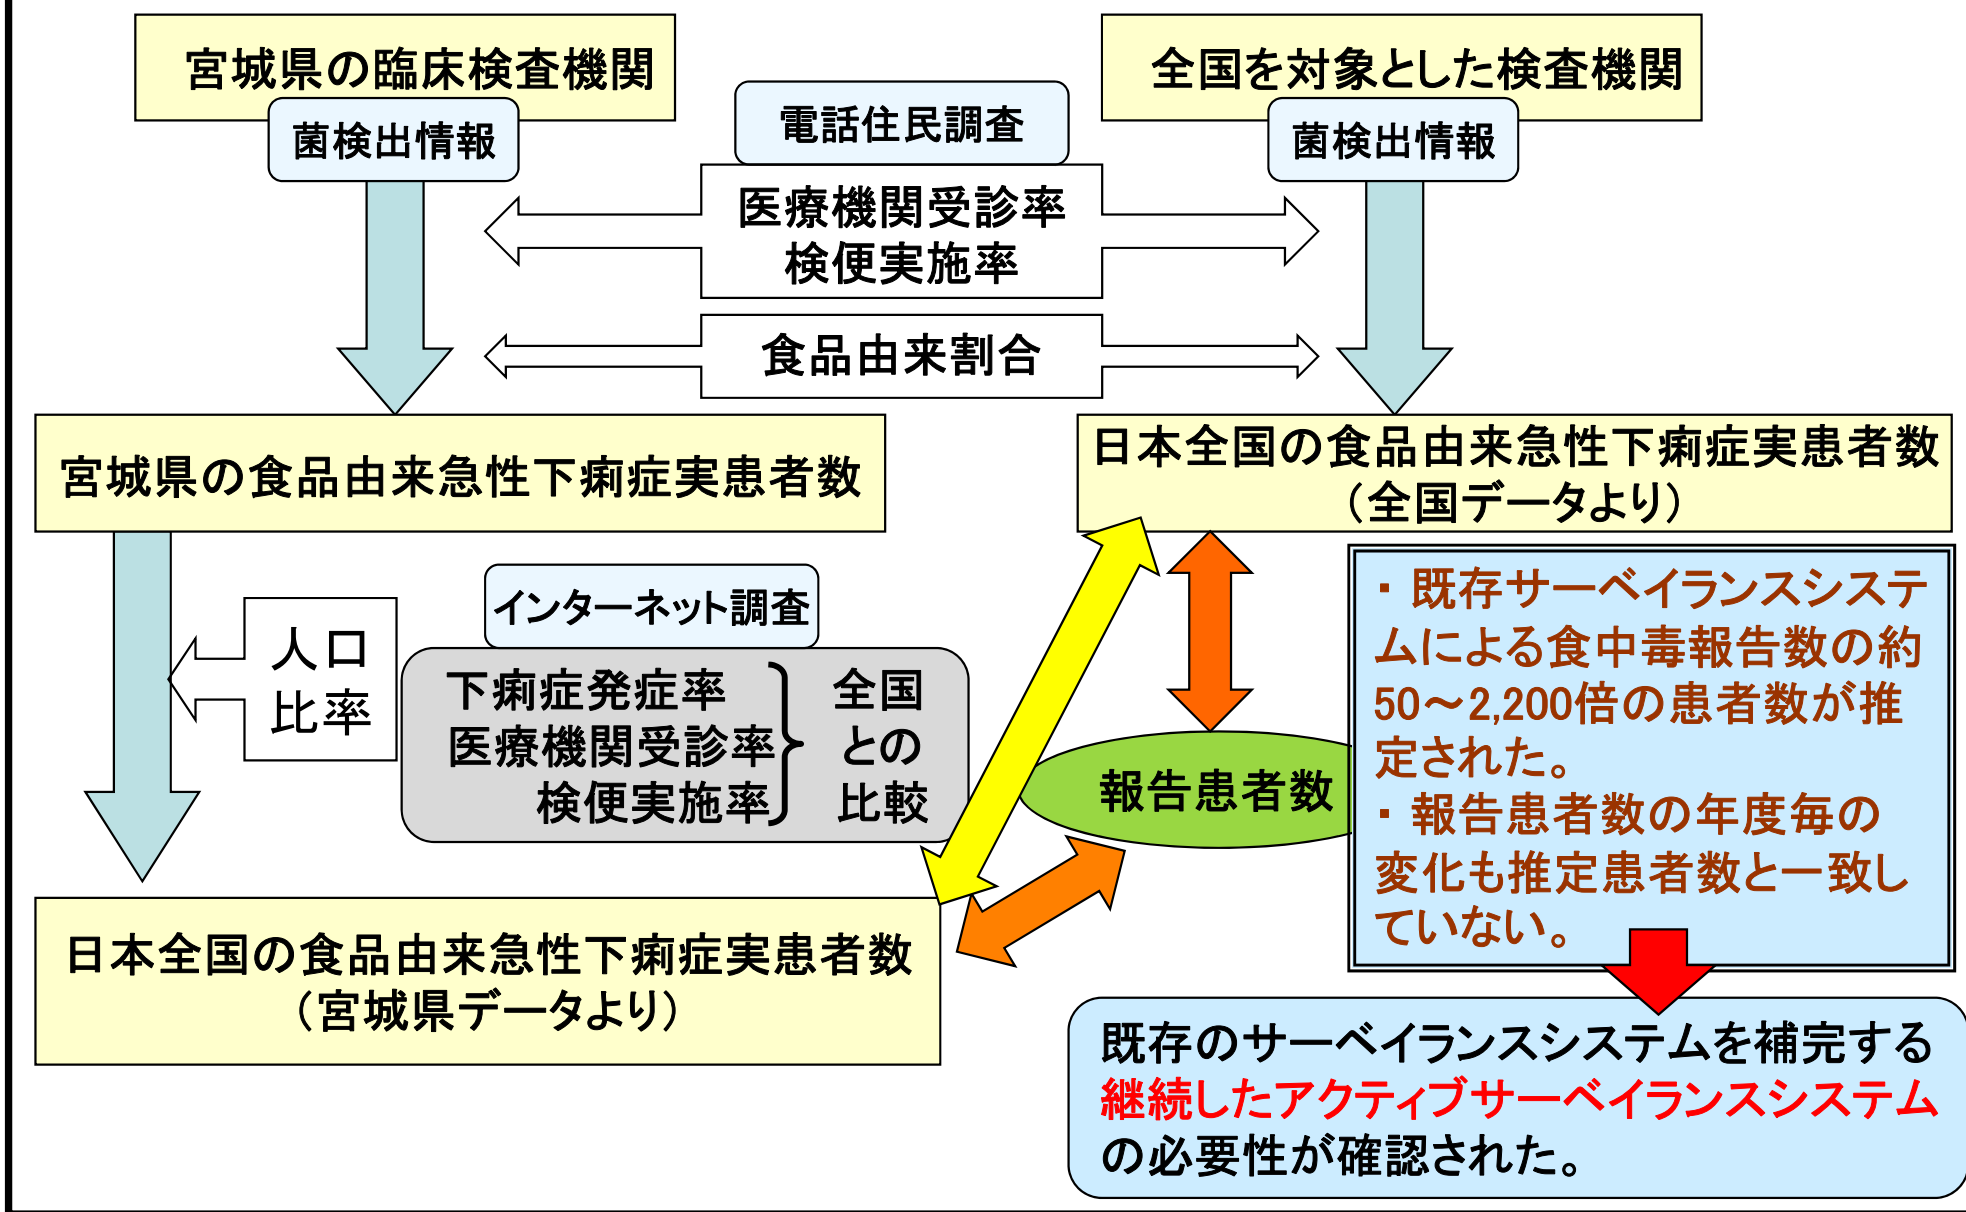 宮城県の臨床検査機関
菌検出情報
全国を対象とした検査機関
菌検出情報
電話住民調査
医療機関受診率
検便実施率
食品由来割合
宮城県の食品由来急性下痢症実患者数
日本全国の食品由来急性下痢症実患者数
（全国データより）
人口
比率
インターネット調査
下痢症発症率
医療機関受診率
検便実施率
全国
との
比較
報告患者数
・既存サーベイランスシステ
ムによる食中毒報告数の約
50～2,200倍の患者数が推
定された。
・報告患者数の年度毎の
変化も推定患者数と一致し
ていない。
日本全国の食品由来急性下痢症実患者数
（宮城県データより）
既存のサーベイランスシステムを補完する
継続したアクティブサーベイランスシステム
の必要性が確認された。